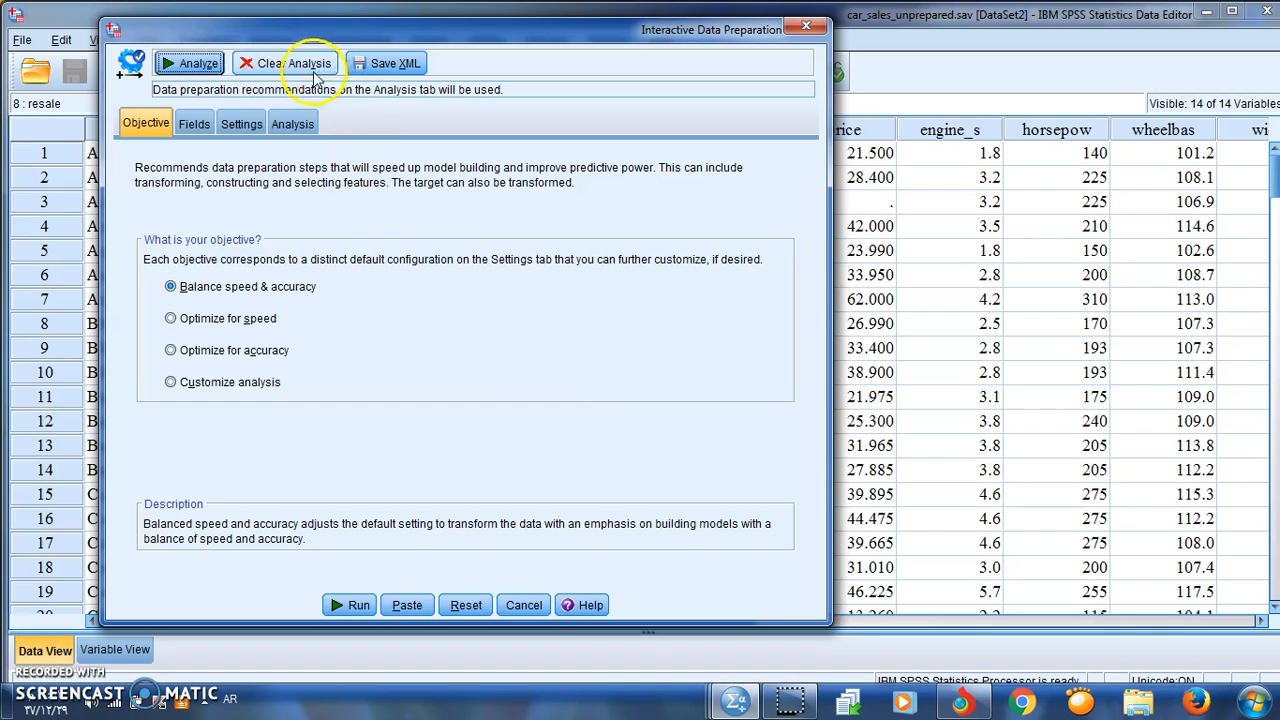 car_sales_unprepared.sav [DataSet2] - IBM SPSS Statistics Data Editor
Interactive Data Preparation
File Edit
Analyze Clear Analysis Save XML
Data preparation recommendations on the Analysis tab will be used.
8 : resale
Visible: 14 of 14 Variables
Objective Fields Settings Analysis
rice engine_s horsepow wheelbas wi
1 A 21.500 1.8 140 101.2
2 A 28.400 3.2 225 108.1
3 A . 3.2 225 106.9
4 A 42.000 3.5 210 114.6
5 A 23.990 1.8 150 102.6
6 A 33.950 2.8 200 108.7
7 A 62.000 4.2 310 113.0
8 B 26.990 2.5 170 107.3
9 B 33.400 2.8 193 107.3
10 B 38.900 2.8 193 111.4
11 B 21.975 3.1 175 109.0
12 B 25.300 3.8 240 109.0
13 B 31.965 3.8 205 113.8
14 B 27.885 3.8 205 112.2
15 C 39.895 4.6 275 115.3
16 C 44.475 4.6 275 112.2
17 C 39.665 4.6 275 108.0
18 C 31.010 3.0 200 107.4
19 C 46.225 5.7 255 117.5
Recommends data preparation steps that will speed up model building and improve predictive power. This can include
transforming, constructing and selecting features. The target can also be transformed.
What is your objective?
Each objective corresponds to a distinct default configuration on the Settings tab that you can further customize, if desired.
Balance speed & accuracy
Optimize for speed
Optimize for accuracy
Customize analysis
Description
Balanced speed and accuracy adjusts the default setting to transform the data with an emphasis on building models with a
balance of speed and accuracy.
Run Paste Reset Cancel Help
Data View Variable View
IBM SPSS Statistics Processor is ready
Unicode:ON
RECORDED WITH
SCREENCAST MATIC
AR
٢٧/١٢/٢٩